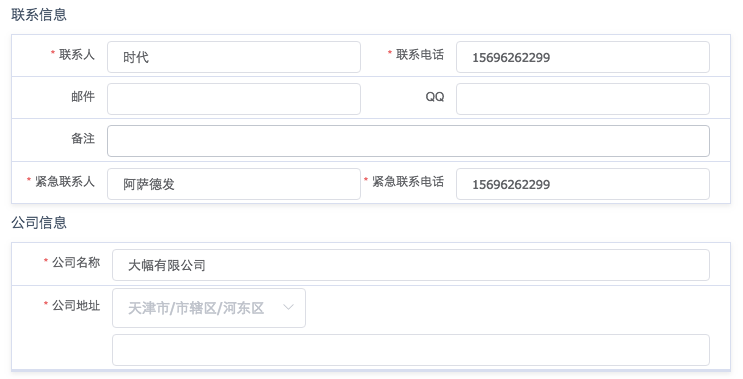 联系信息
* 联系人 时代 * 联系电话 15696262299
邮件 QQ
备注
* 紧急联系人 阿萨德发 * 紧急联系电话 15696262299
公司信息
* 公司名称 大幅有限公司
* 公司地址 天津市/市辖区/河东区